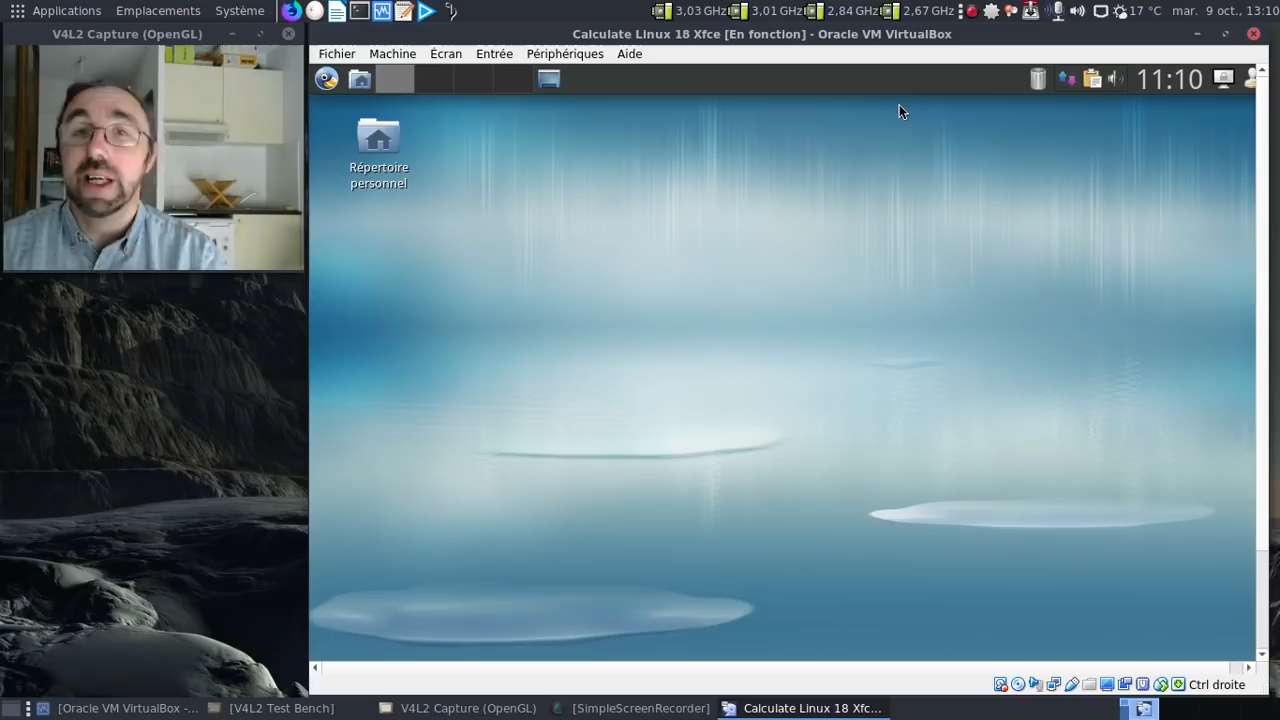 Applications Emplacements Système 3,03 GHz 3,01 GHz 2,84 GHz 2,67 GHz 17 °C mar. 9 oct., 13:10
V4L2 Capture (OpenGL)
Calculate Linux 18 Xfce [En fonction] - Oracle VM VirtualBox
Fichier Machine Écran Entrée Périphériques Aide
11:10
Répertoire
personnel
Ctrl droite
[Oracle VM VirtualBox -... [V4L2 Test Bench] V4L2 Capture (OpenGL) [SimpleScreenRecorder] Calculate Linux 18 Xfc...